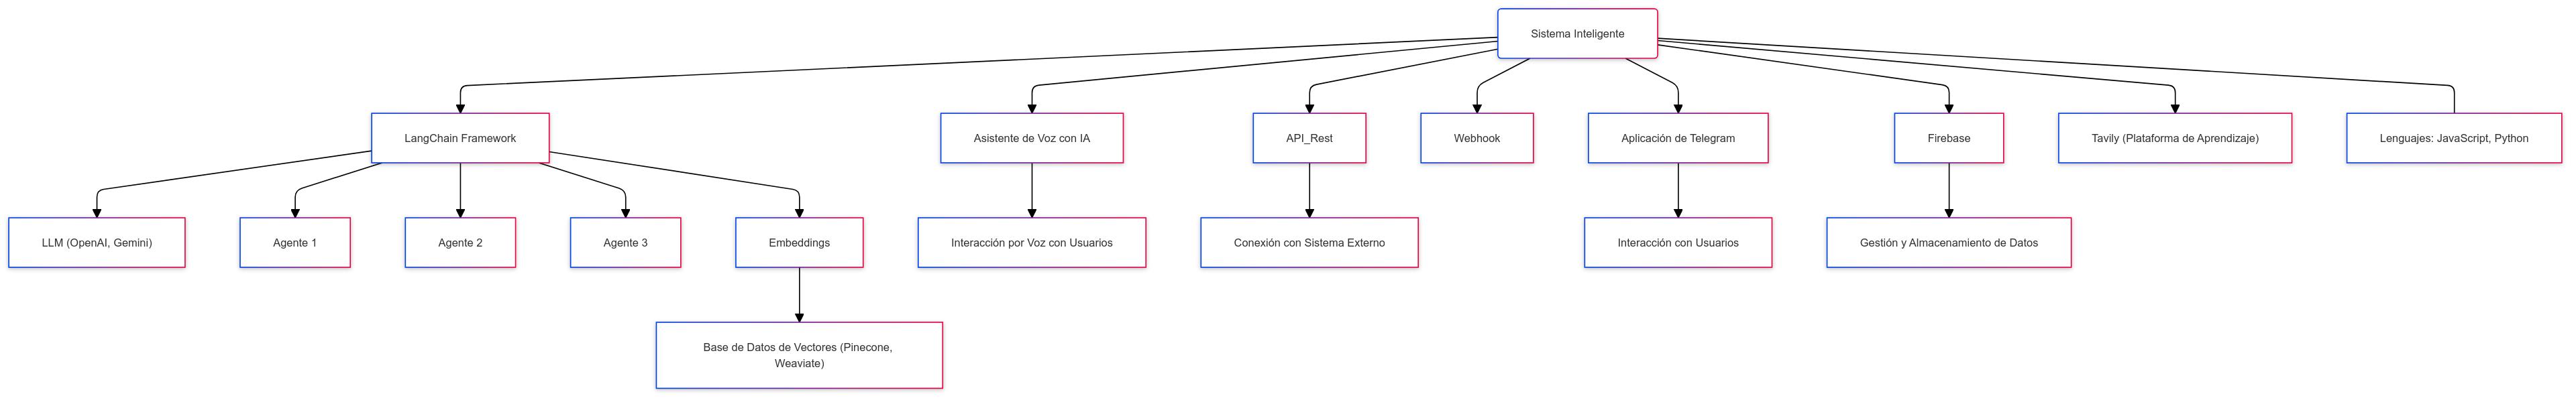 Sistema Inteligente
LangChain Framework
Asistente de Voz con IA
API_Rest
Webhook
Aplicación de Telegram
Firebase
Tavily (Plataforma de Aprendizaje)
Lenguajes: JavaScript, Python
LLM (OpenAI, Gemini)
Agente 1
Agente 2
Agente 3
Embeddings
Interacción por Voz con Usuarios
Conexión con Sistema Externo
Interacción con Usuarios
Gestión y Almacenamiento de Datos
Base de Datos de Vectores (Pinecone,
Weaviate)